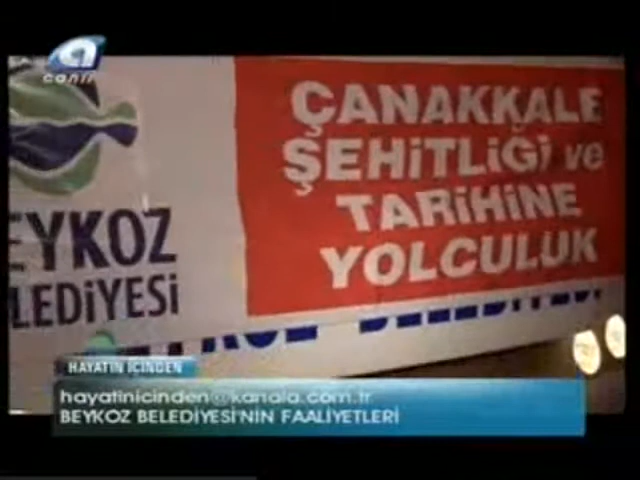 a
CANLI
ÇANAKKALE
ŞEHİTLİĞİ ve
TARİHİNE
YOLCULUK
EYKOZ
LEDİYESİ
HAYATIN İÇİNDEN
hayatinicinden@kanala.com.tr
BEYKOZ BELEDİYESİ'NİN FAALİYETLERİ